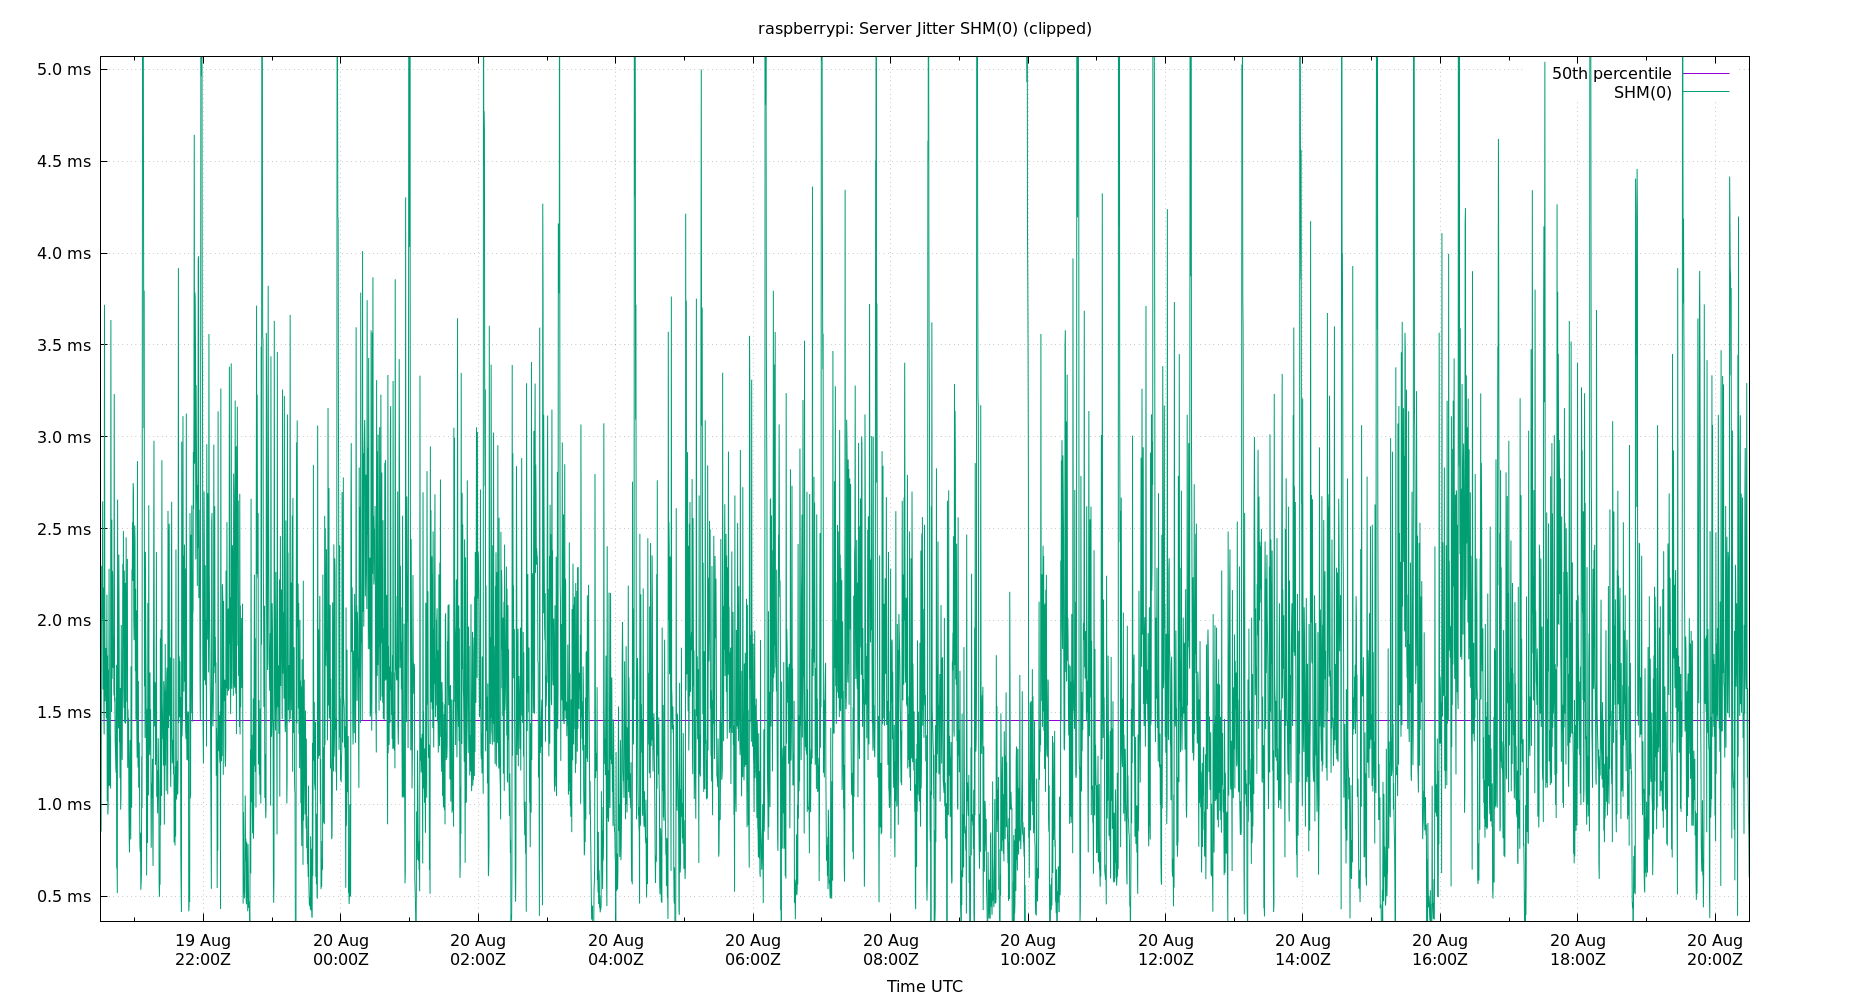 raspberrypi: Server Jitter SHM(0) (clipped)
50th percentile
SHM(0)
5.0 ms
4.5 ms
4.0 ms
3.5 ms
3.0 ms
2.5 ms
2.0 ms
1.5 ms
1.0 ms
0.5 ms
19 Aug 20 Aug 20 Aug 20 Aug 20 Aug 20 Aug 20 Aug 20 Aug 20 Aug 20 Aug 20 Aug 20 Aug
22:00Z 00:00Z 02:00Z 04:00Z 06:00Z 08:00Z 10:00Z 12:00Z 14:00Z 16:00Z 18:00Z 20:00Z
Time UTC